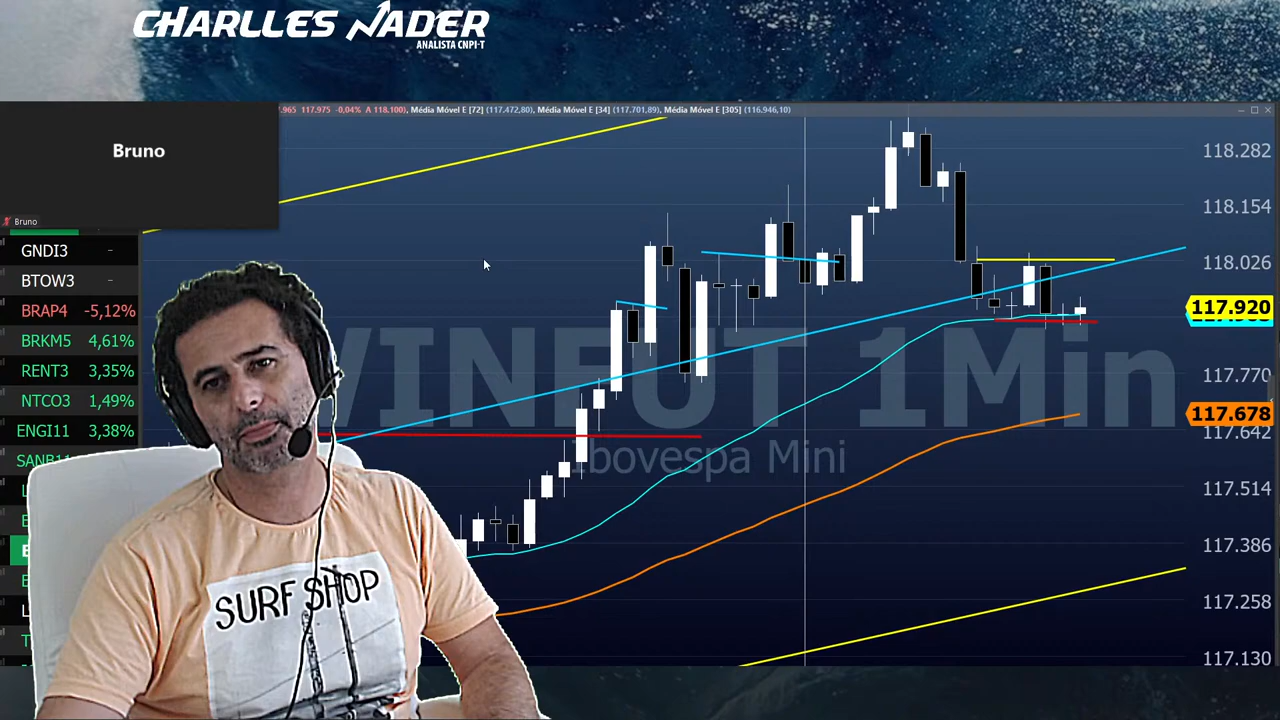 CHARLLES NADER
ANALISTA CNPI-T
117.975 -0,04% A 118.100), Média Móvel E [72] (117.472,80), Média Móvel E [34] (117.701,89), Média Móvel E [305] (116.946,10)
Bruno
Bruno
GNDI3 -
BTOW3 -
BRAP4 -5,12%
BRKM5 4,61%
RENT3 3,35%
NTCO3 1,49%
ENGI11 3,38%
SANB11
118.282
118.154
118.026
117.920
117.770
117.678
117.642
117.514
117.386
117.258
117.130
WINFUT 1Min
Ibovespa Mini
SURF SHOP